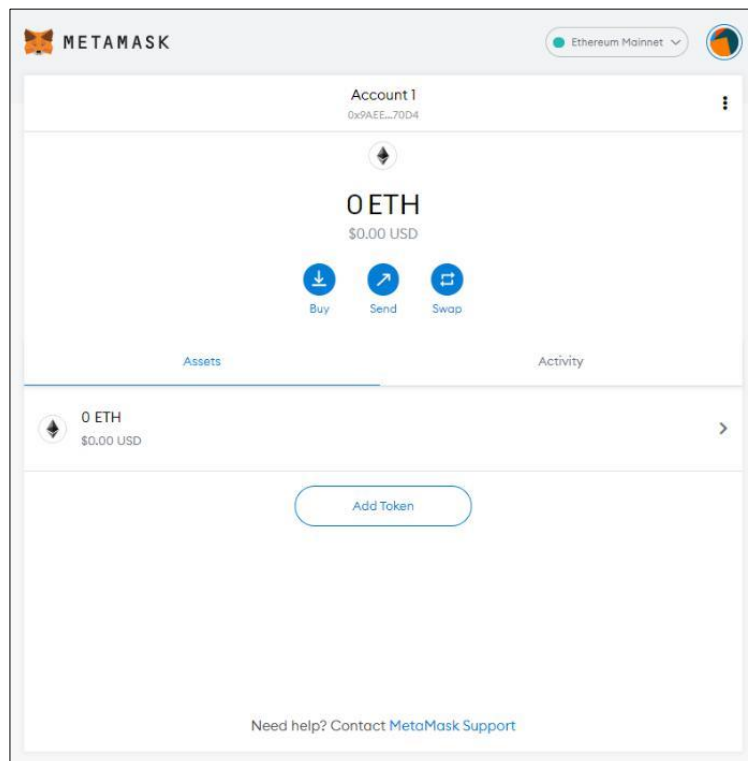 METAMASK
Ethereum Mainnet
Account 1
0x9AEE...70D4
0 ETH
$0.00 USD
Buy Send Swap
Assets Activity
0 ETH
$0.00 USD
Add Token
Need help? Contact MetaMask Support